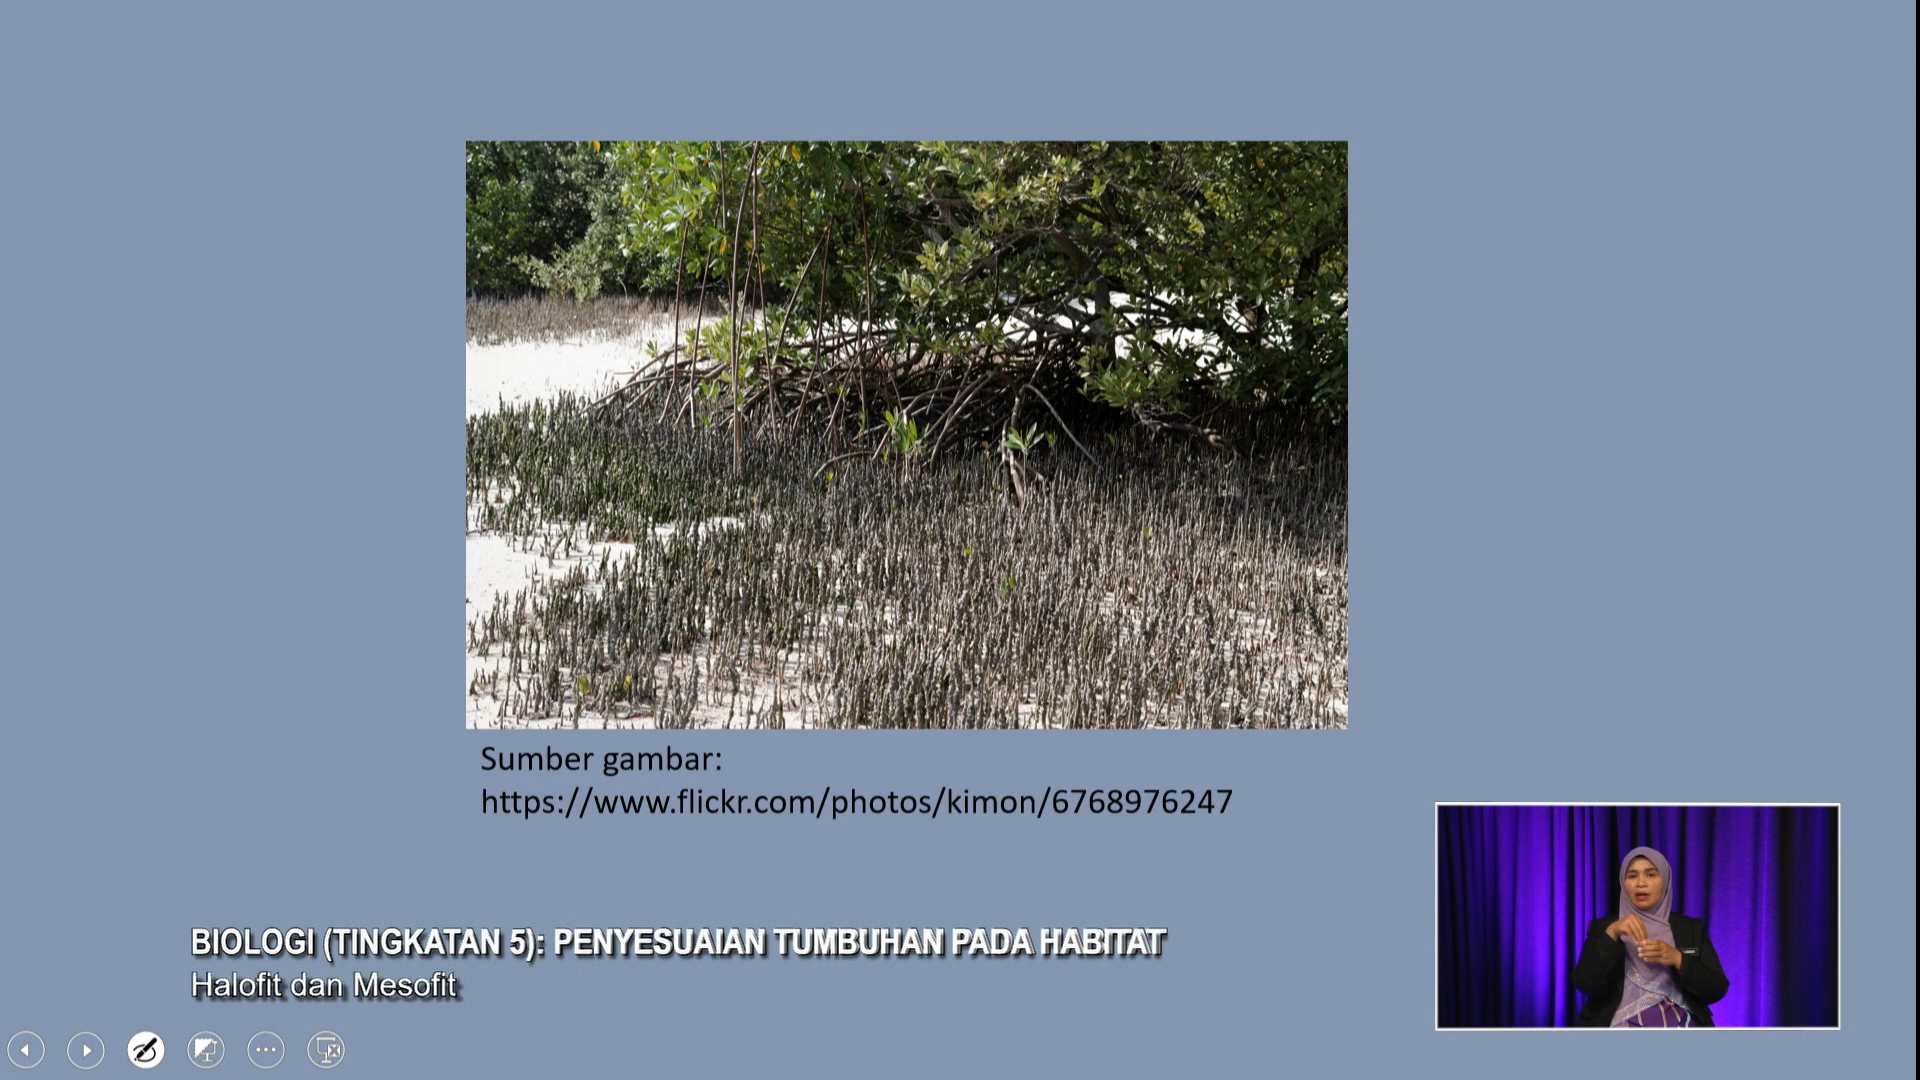 Sumber gambar:
https://www.flickr.com/photos/kimon/6768976247
BIOLOGI (TINGKATAN 5): PENYESUAIAN TUMBUHAN PADA HABITAT
Halofit dan Mesofit